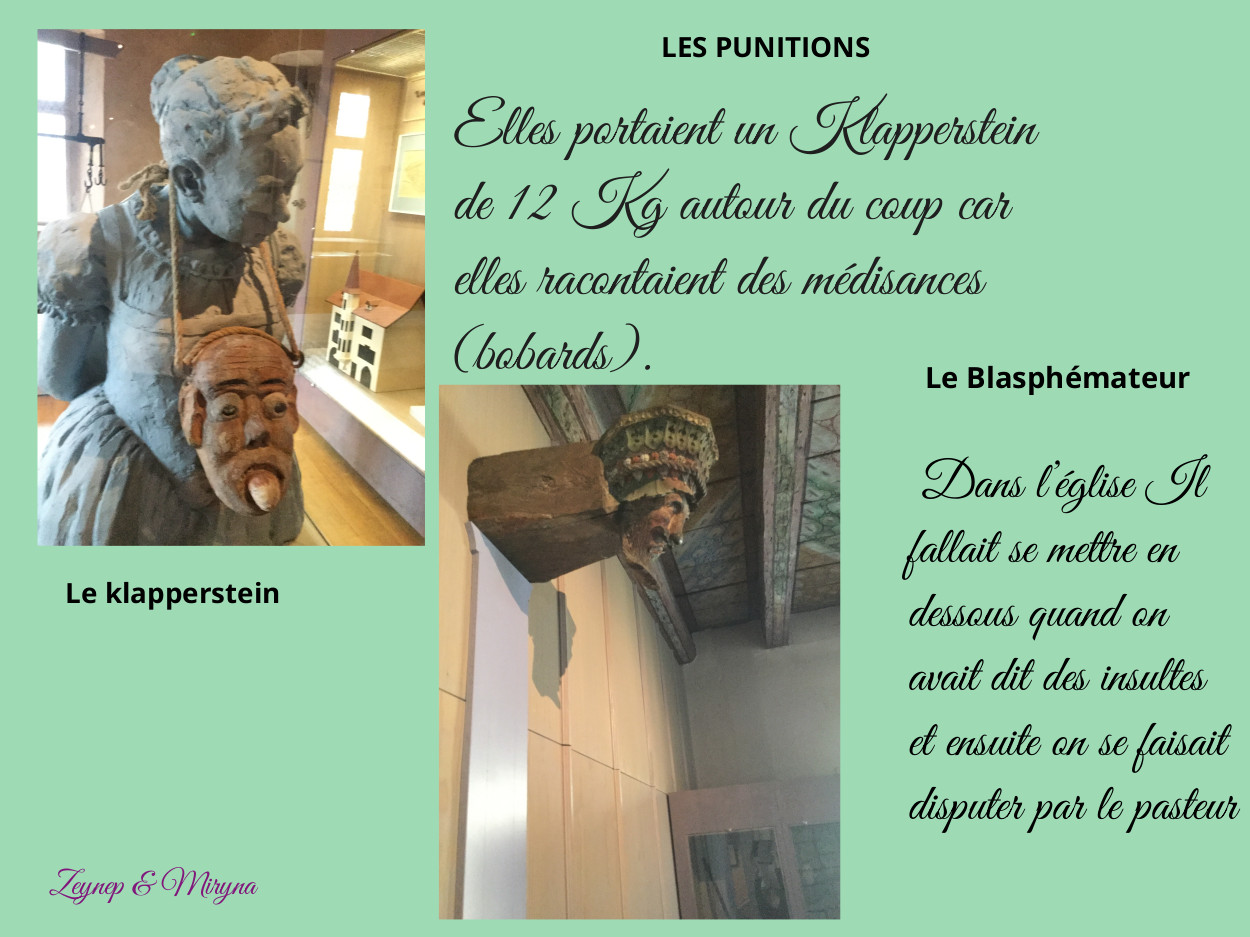 LES PUNITIONS
Elles portaient un Klapperstein
de 12 Kg autour du coup car
elles racontaient des médisances
(bobards).
Le klapperstein
Le Blasphémateur
Dans l'église Il
fallait se mettre en
dessous quand on
avait dit des insultes
et ensuite on se faisait
disputer par le pasteur
Zeynep & Miryna